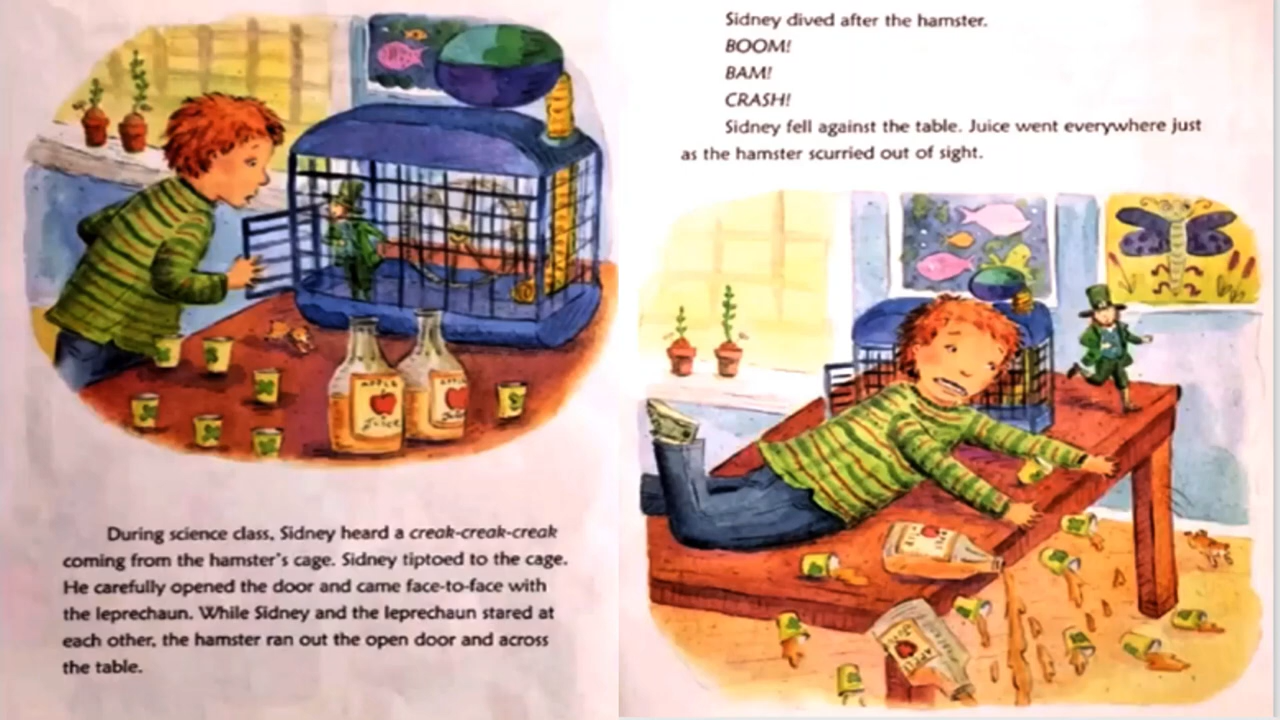 During science class, Sidney heard a creak-creak-creak
coming from the hamster's cage. Sidney tiptoed to the cage.
He carefully opened the door and came face-to-face with
the leprechaun. While Sidney and the leprechaun stared at
each other, the hamster ran out the open door and across
the table.
APPLE
Juice
APPLE
Sidney dived after the hamster.
BOOM!
BAM!
CRASH!
Sidney fell against the table. Juice went everywhere just
as the hamster scurried out of sight.